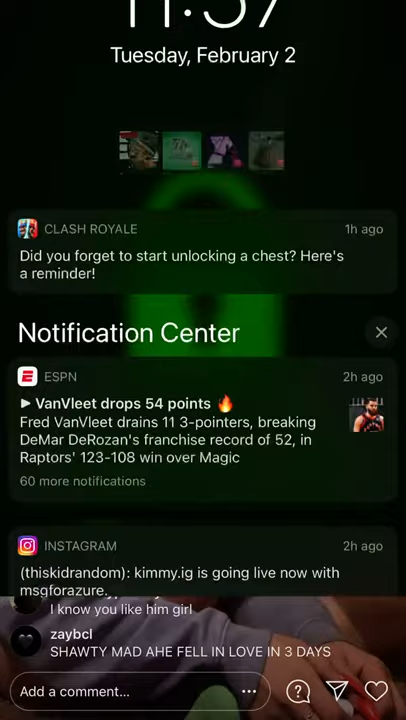 11:57
Tuesday, February 2
CLASH ROYALE
1h ago
Did you forget to start unlocking a chest? Here's
a reminder!
Notification Center
ESPN
2h ago
VanVleet drops 54 points 🔥
Fred VanVleet drains 11 3-pointers, breaking
DeMar DeRozan's franchise record of 52, in
Raptors' 123-108 win over Magic
60 more notifications
INSTAGRAM
2h ago
(thiskidrandom): kimmy.ig is going live now with
msgforazure.
I know you like him girl
zaybcl
SHAWTY MAD AHE FELL IN LOVE IN 3 DAYS
Add a comment...